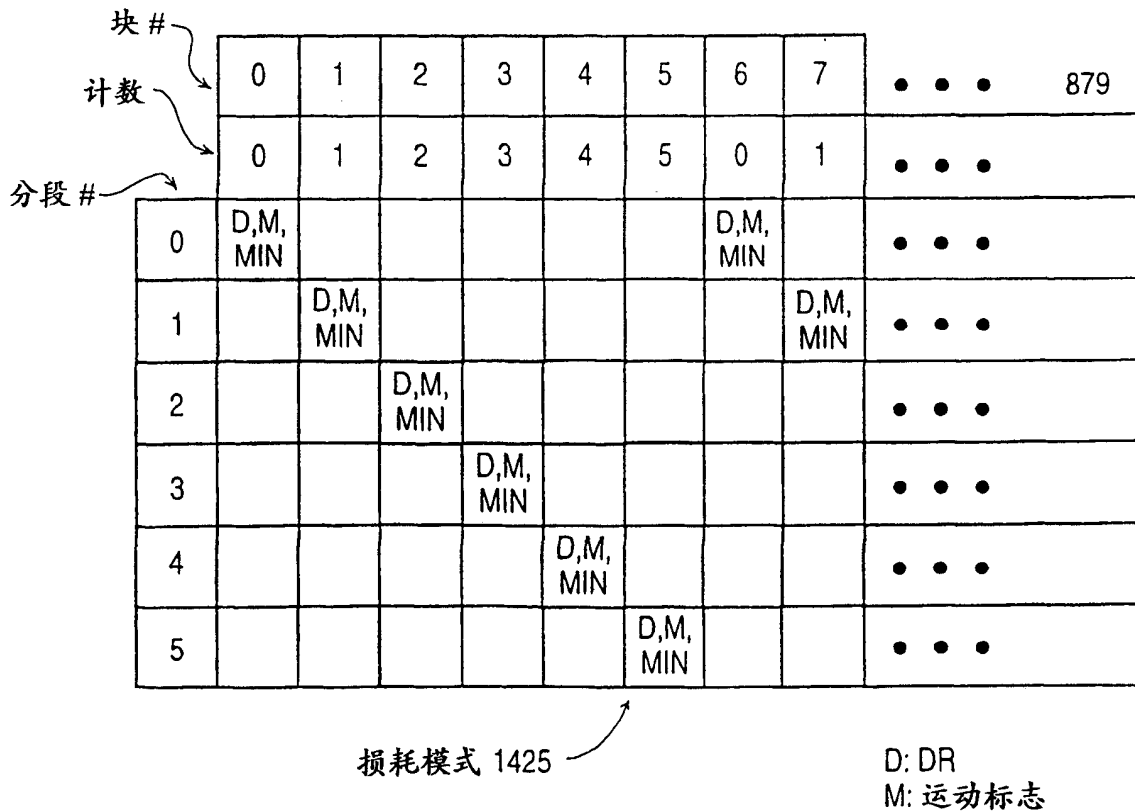 块 #
0 1 2 3 4 5 6 7 ● ● ● 879
计数
0 1 2 3 4 5 0 1 ● ● ●
分段 #
0 D,M, MIN D,M, MIN ● ● ●
1 D,M, MIN D,M, MIN ● ● ●
2 D,M, MIN ● ● ●
3 D,M, MIN ● ● ●
4 D,M, MIN ● ● ●
5 D,M, MIN ● ● ●
损耗模式 1425
D: DR
M: 运动标志